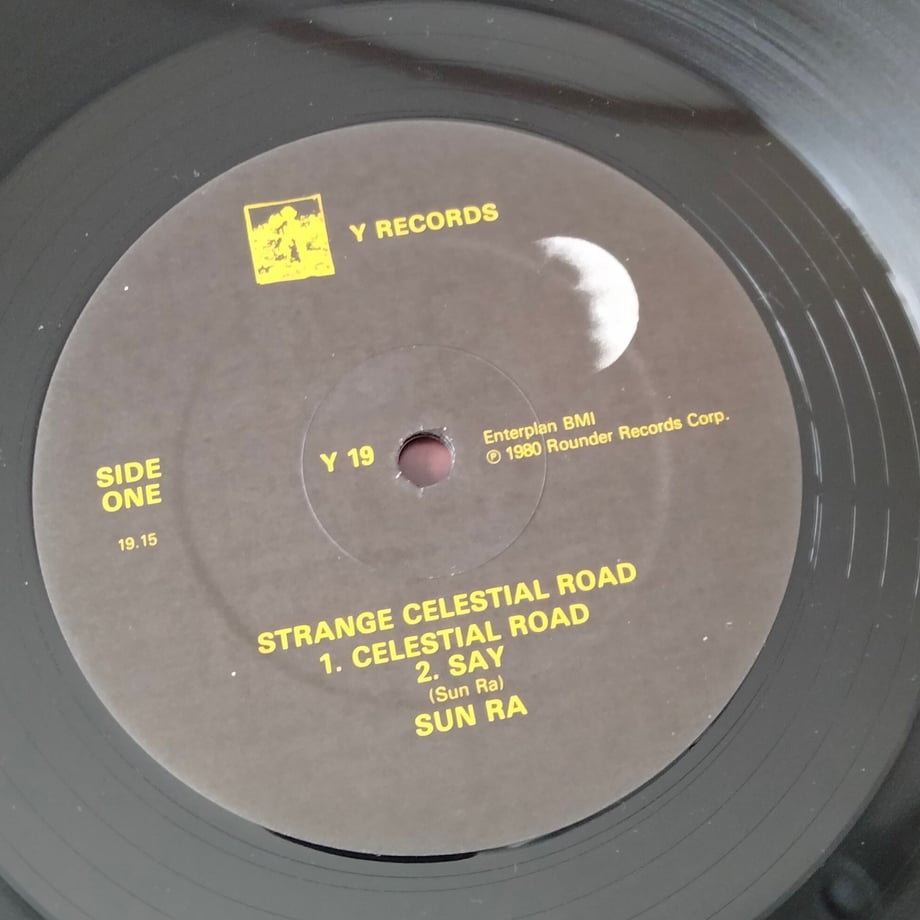 Y RECORDS
Y 19
Enterplan BMI
℗ 1980 Rounder Records Corp.
SIDE
ONE
19.15
STRANGE CELESTIAL ROAD
1. CELESTIAL ROAD
2. SAY
(Sun Ra)
SUN RA